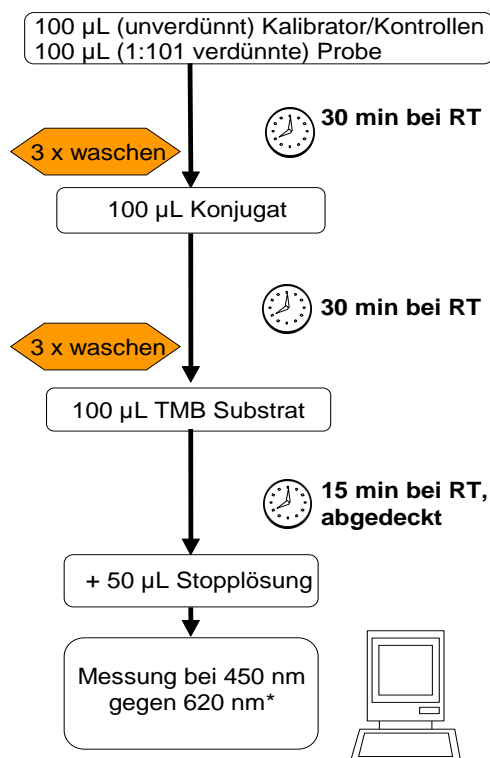 100 µL (unverdünnt) Kalibrator/Kontrollen
100 µL (1:101 verdünnte) Probe
30 min bei RT
3 x waschen
100 µL Konjugat
30 min bei RT
3 x waschen
100 µL TMB Substrat
15 min bei RT,
abgedeckt
+ 50 µL Stopplösung
Messung bei 450 nm
gegen 620 nm*